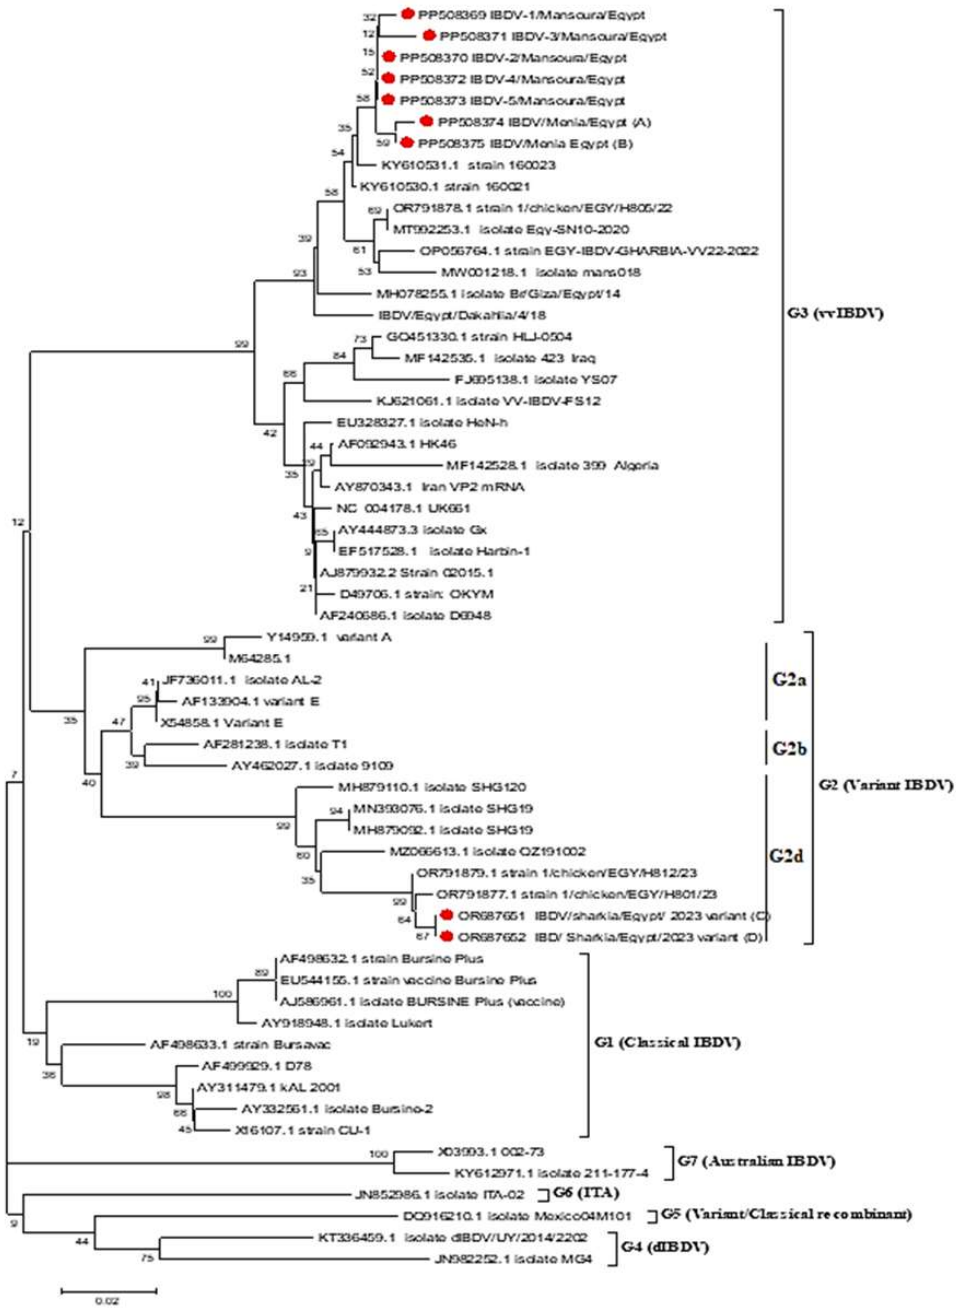 32
PP508369 IBDV-1/Mansoura/Egypt
12
PP508371 IBDV-3/Mansoura/Egypt
15
PP508370 IBDV-2/Mansoura/Egypt
52
PP508372 IBDV-4/Mansoura/Egypt
58
PP508373 IBDV-5/Mansoura/Egypt
PP508374 IBDV/Menia/Egypt (A)
35
59
PP508375 IBDV/Menia Egypt (B)
54
KY610531.1 strain 160023
58
KY610530.1 strain 160021
69
OR791878.1 strain 1/chicken/EGY/H805/22
MT992253.1 isolate Egy-SN10-2020
39
61
OP056764.1 strain EGY-IBDV-GHARBIA-VV22-2022
53
MW001218.1 isolate mans018
93
MH078255.1 isolate Br/Giza/Egypt/14
IBDV/Egypt/Dakahlia/4/18
G3 (vvIBDV)
99
73
GQ451330.1 strain HLJ-0504
84
MF142535.1 isolate 423 Iraq
66
FJ695138.1 isolate YS07
KJ621061.1 isolate VV-IBDV-FS12
42
EU328327.1 isolate HeN-h
44
AF092943.1 HK46
35
MF142528.1 isolate 399 Algeria
AY870343.1 Iran VP2 mRNA
43
NC 004178.1 UK661
65
AY444873.3 isolate Gx
9
EF517528.1 isolate Harbin-1
AJ879932.2 Strain 02015.1
21
D49706.1 strain: OKYM
AF240686.1 isolate D6948
12
99
Y14959.1 variant A
M64285.1
35
41
JF736011.1 isolate AL-2
95
AF133904.1 variant E
X54858.1 Variant E
G2a
47
AF281238.1 isolate T1
39
AY462027.1 isolate 9109
G2b
40
MH879110.1 isolate SHG120
G2 (Variant IBDV)
99
94
MN393076.1 isolate SHG19
MH879092.1 isolate SHG19
60
MZ066613.1 isolate QZ191002
G2d
35
OR791879.1 strain 1/chicken/EGY/H812/23
99
OR791877.1 strain 1/chicken/EGY/H801/23
64
OR687651 IBDV/sharkia/Egypt/ 2023 variant (C)
67
OR687652 IBD/ Sharkia/Egypt/2023 variant (D)
7
89
AF498632.1 strain Bursine Plus
EU544155.1 strain vaccine Bursine Plus
100
AJ586961.1 isolate BURSINE Plus (vaccine)
AY918948.1 isolate Lukert
19
AF498633.1 strain Bursavac
G1 (Classical IBDV)
38
AF499929.1 D78
98
AY311479.1 kAL 2001
66
AY332561.1 isolate Bursine-2
45
X16107.1 strain CU-1
100
X03993.1 002-73
KY612971.1 isolate 211-177-4
G7 (Australian IBDV)
JN852986.1 isolate ITA-02
G6 (ITA)
9
DQ916210.1 isolate Mexico04M101
G5 (Variant/Classical recombinant)
44
KT336459.1 isolate dIBDV/UY/2014/2202
75
JN982252.1 isolate MG4
G4 (dIBDV)
0.02